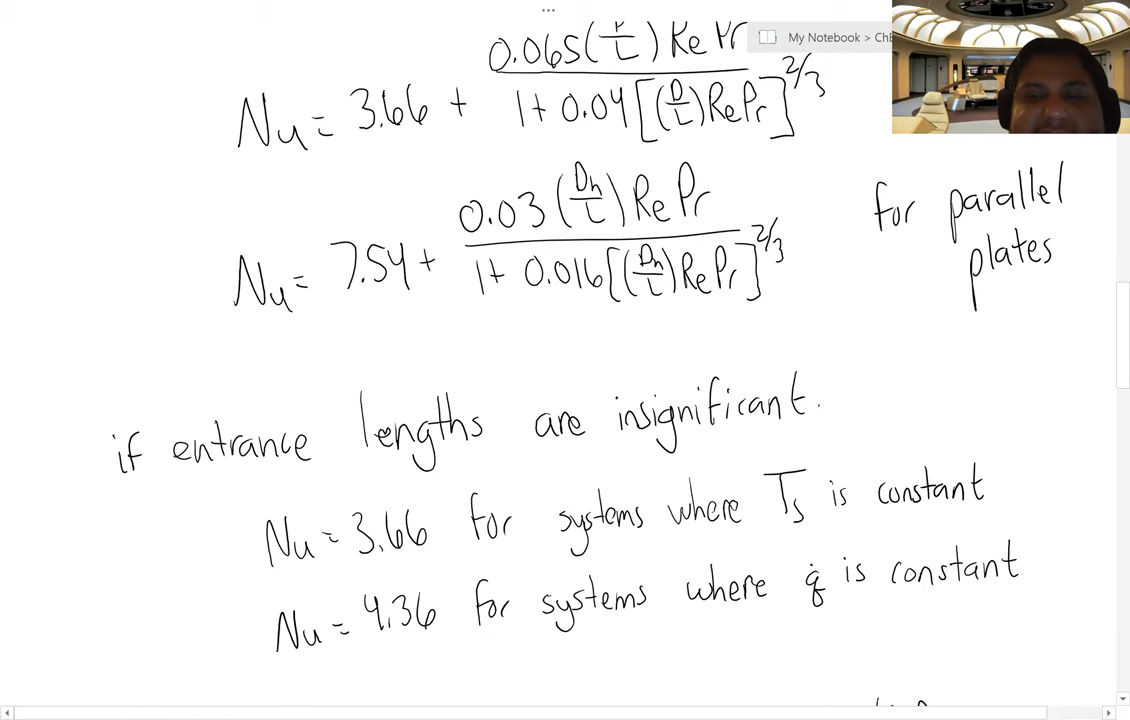 My Notebook > Ch
Nu = 3.66 + 0.065(D/L) Re Pr / 1 + 0.04[(D/L) Re Pr]^2/3
Nu = 7.54 + 0.03(Dh/L) Re Pr / 1 + 0.016[(Dh/L) Re Pr]^2/3
for parallel
plates
if entrance lengths are insignificant.
Nu = 3.66 for systems where Ts is constant
Nu = 4.36 for systems where q̇ is constant